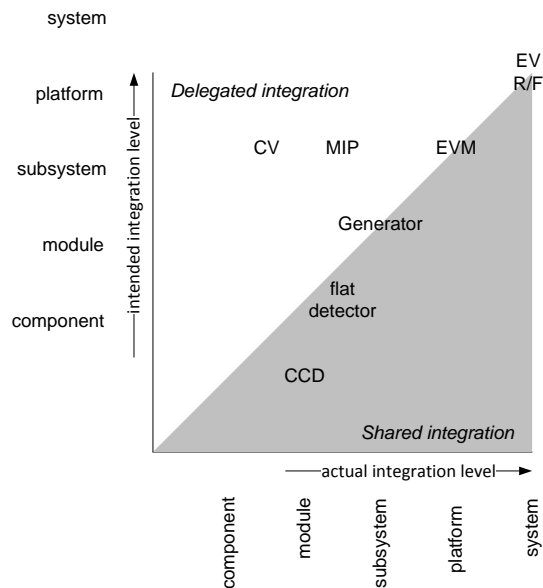 system
EV
R/F
platform
Delegated integration
CV
MIP
EVM
subsystem
intended integration level
Generator
module
flat
detector
component
CCD
Shared integration
actual integration level
component
module
subsystem
platform
system